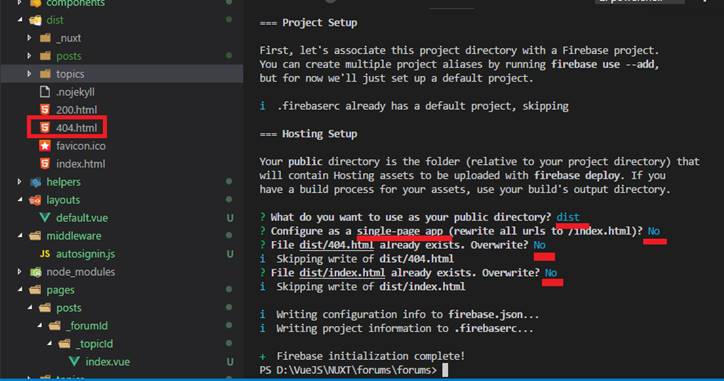 components
dist
_nuxt
posts
topics
.nojekyll
200.html
404.html
favicon.ico
index.html
helpers
layouts
default.vue U
middleware
autosignin.js U
node_modules
pages
posts
_forumId
_topicId
index.vue U
=== Project Setup
First, let's associate this project directory with a Firebase project.
You can create multiple project aliases by running firebase use --add,
but for now we'll just set up a default project.
i .firebaserc already has a default project, skipping
=== Hosting Setup
Your public directory is the folder (relative to your project directory) that
will contain Hosting assets to be uploaded with firebase deploy. If you
have a build process for your assets, use your build's output directory.
? What do you want to use as your public directory? dist
? Configure as a single-page app (rewrite all urls to /index.html)? No
? File dist/404.html already exists. Overwrite? No
i Skipping write of dist/404.html
? File dist/index.html already exists. Overwrite? No
i Skipping write of dist/index.html
i Writing configuration info to firebase.json...
i Writing project information to .firebaserc...
+ Firebase initialization complete!
PS D:\VueJS\NUXT\forums\forums>